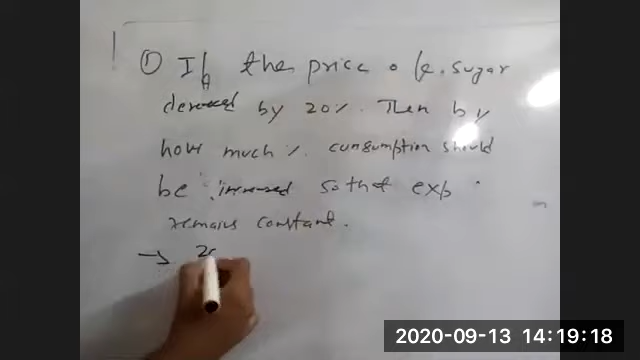 ① If the price of sugar
decreased by 20%. Then by
how much % cunsumption should
be increased so that exp
remains constant.
→ 20
2020-09-13 14:19:18